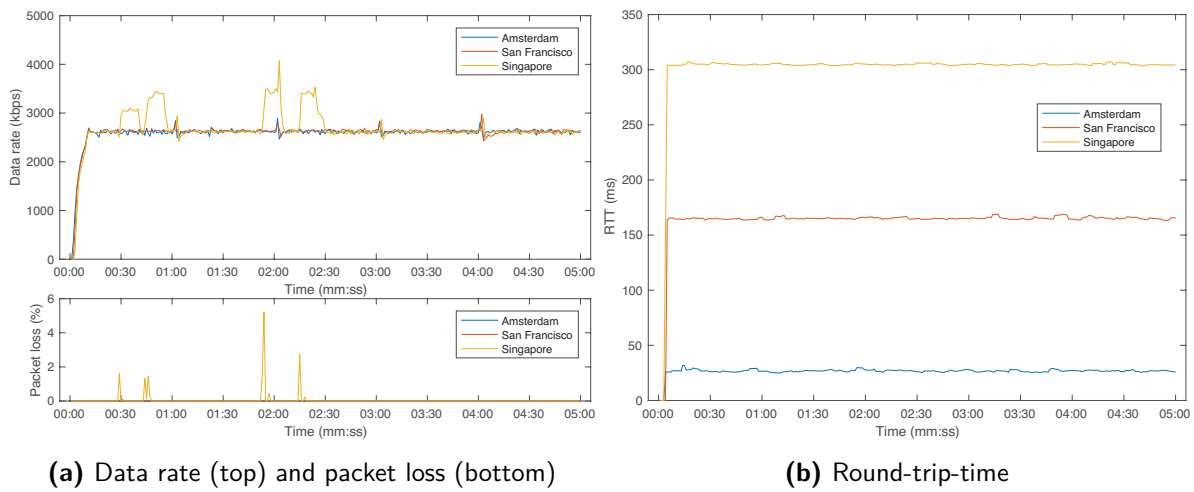 5000
4000
3000
2000
1000
0
Data rate (kbps)
Amsterdam
San Francisco
Singapore
00:00 00:30 01:00 01:30 02:00 02:30 03:00 03:30 04:00 04:30 05:00
Time (mm:ss)
6
4
2
0
Packet loss (%)
Amsterdam
San Francisco
Singapore
00:00 00:30 01:00 01:30 02:00 02:30 03:00 03:30 04:00 04:30 05:00
Time (mm:ss)
(a) Data rate (top) and packet loss (bottom)
350
300
250
200
150
100
50
0
RTT (ms)
Amsterdam
San Francisco
Singapore
00:00 00:30 01:00 01:30 02:00 02:30 03:00 03:30 04:00 04:30 05:00
Time (mm:ss)
(b) Round-trip-time